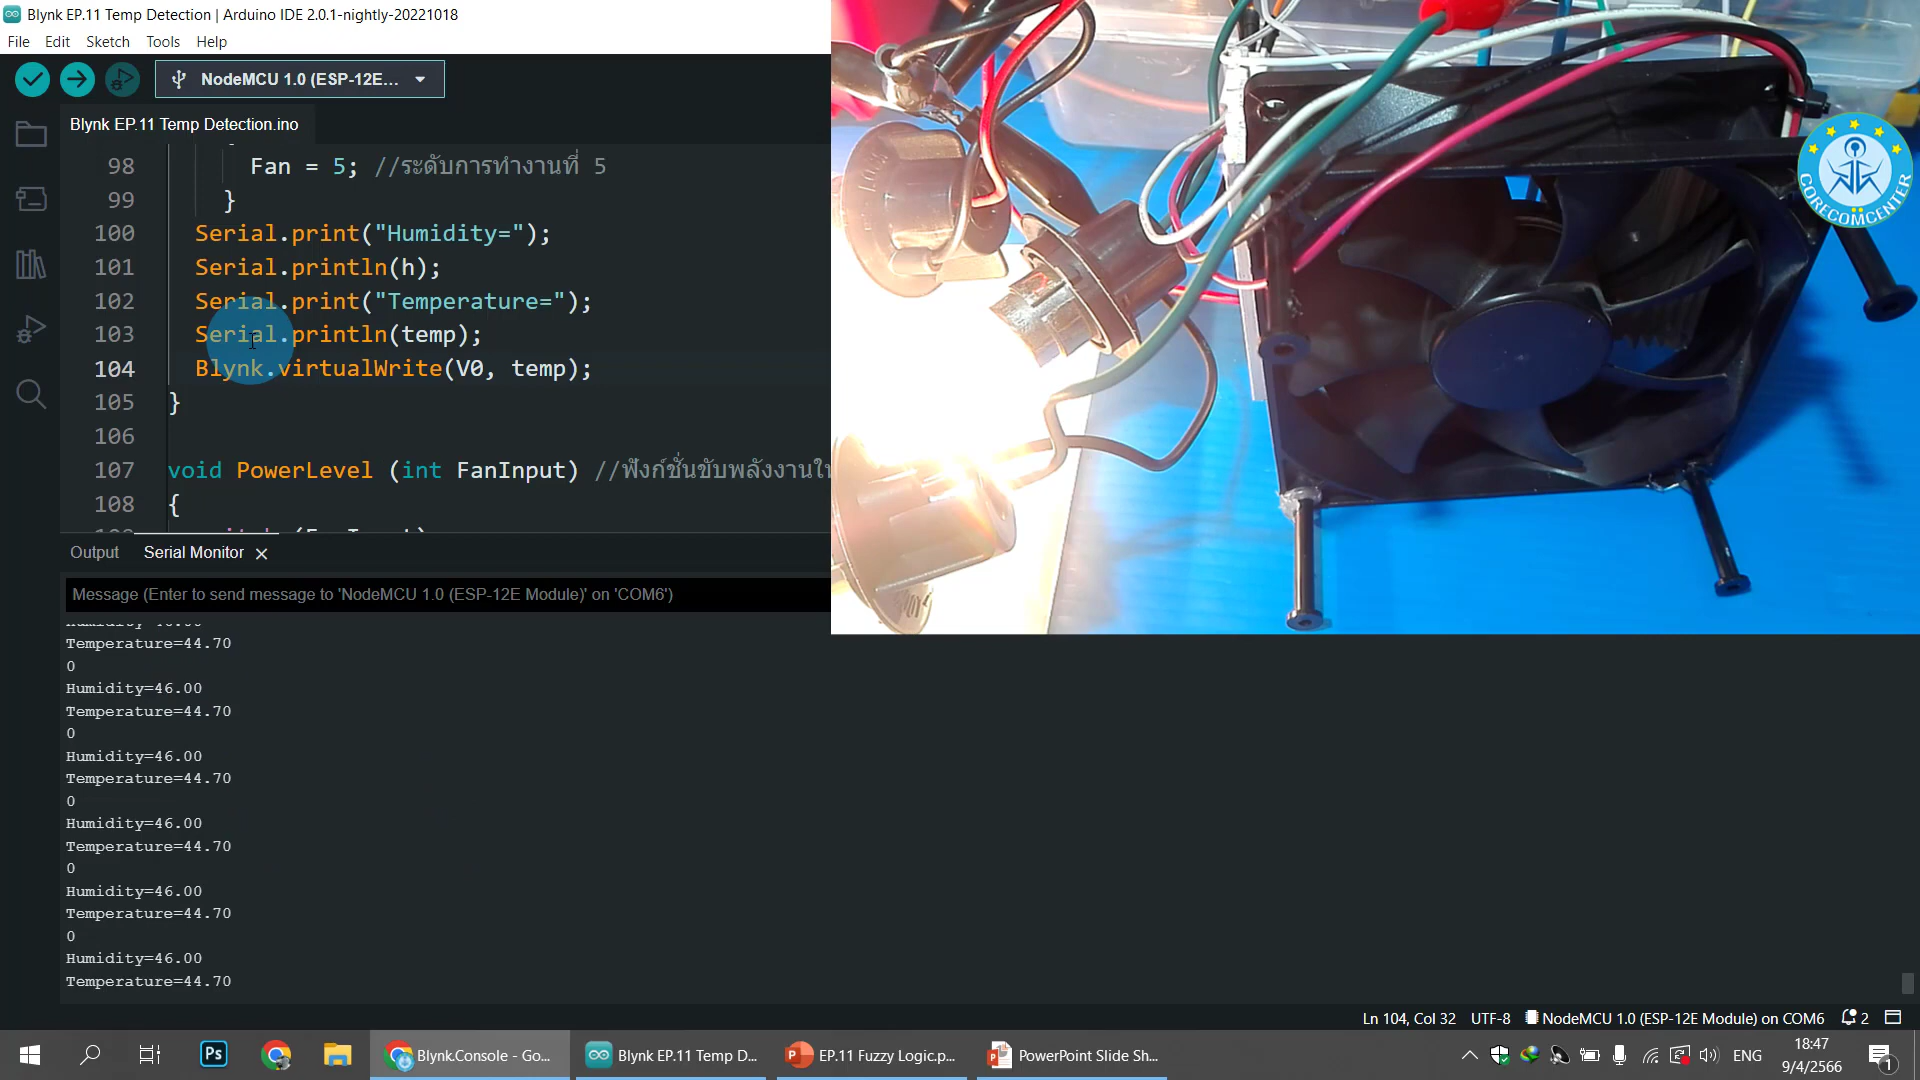 Blynk EP.11 Temp Detection | Arduino IDE 2.0.1-nightly-20221018
File Edit Sketch Tools Help
NodeMCU 1.0 (ESP-12E...
Blynk EP.11 Temp Detection.ino
98 Fan = 5; //ระดับการทำงานที่ 5
99 }
100 Serial.print("Humidity=");
101 Serial.println(h);
102 Serial.print("Temperature=");
103 Serial.println(temp);
104 Blynk.virtualWrite(V0, temp);
105 }
106
107 void PowerLevel (int FanInput) //ฟังก์ชั่นขับพลังงานใ
108 {
Output Serial Monitor
Message (Enter to send message to 'NodeMCU 1.0 (ESP-12E Module)' on 'COM6')
Temperature=44.70
0
Humidity=46.00
Temperature=44.70
0
Humidity=46.00
Temperature=44.70
0
Humidity=46.00
Temperature=44.70
0
Humidity=46.00
Temperature=44.70
0
Humidity=46.00
Temperature=44.70
CORECOMCENTER
Ln 104, Col 32 UTF-8 NodeMCU 1.0 (ESP-12E Module) on COM6 2
Ps Blynk.Console - Go... Blynk EP.11 Temp D... EP.11 Fuzzy Logic.p... PowerPoint Slide Sh... ENG 18:47
9/4/2566 1